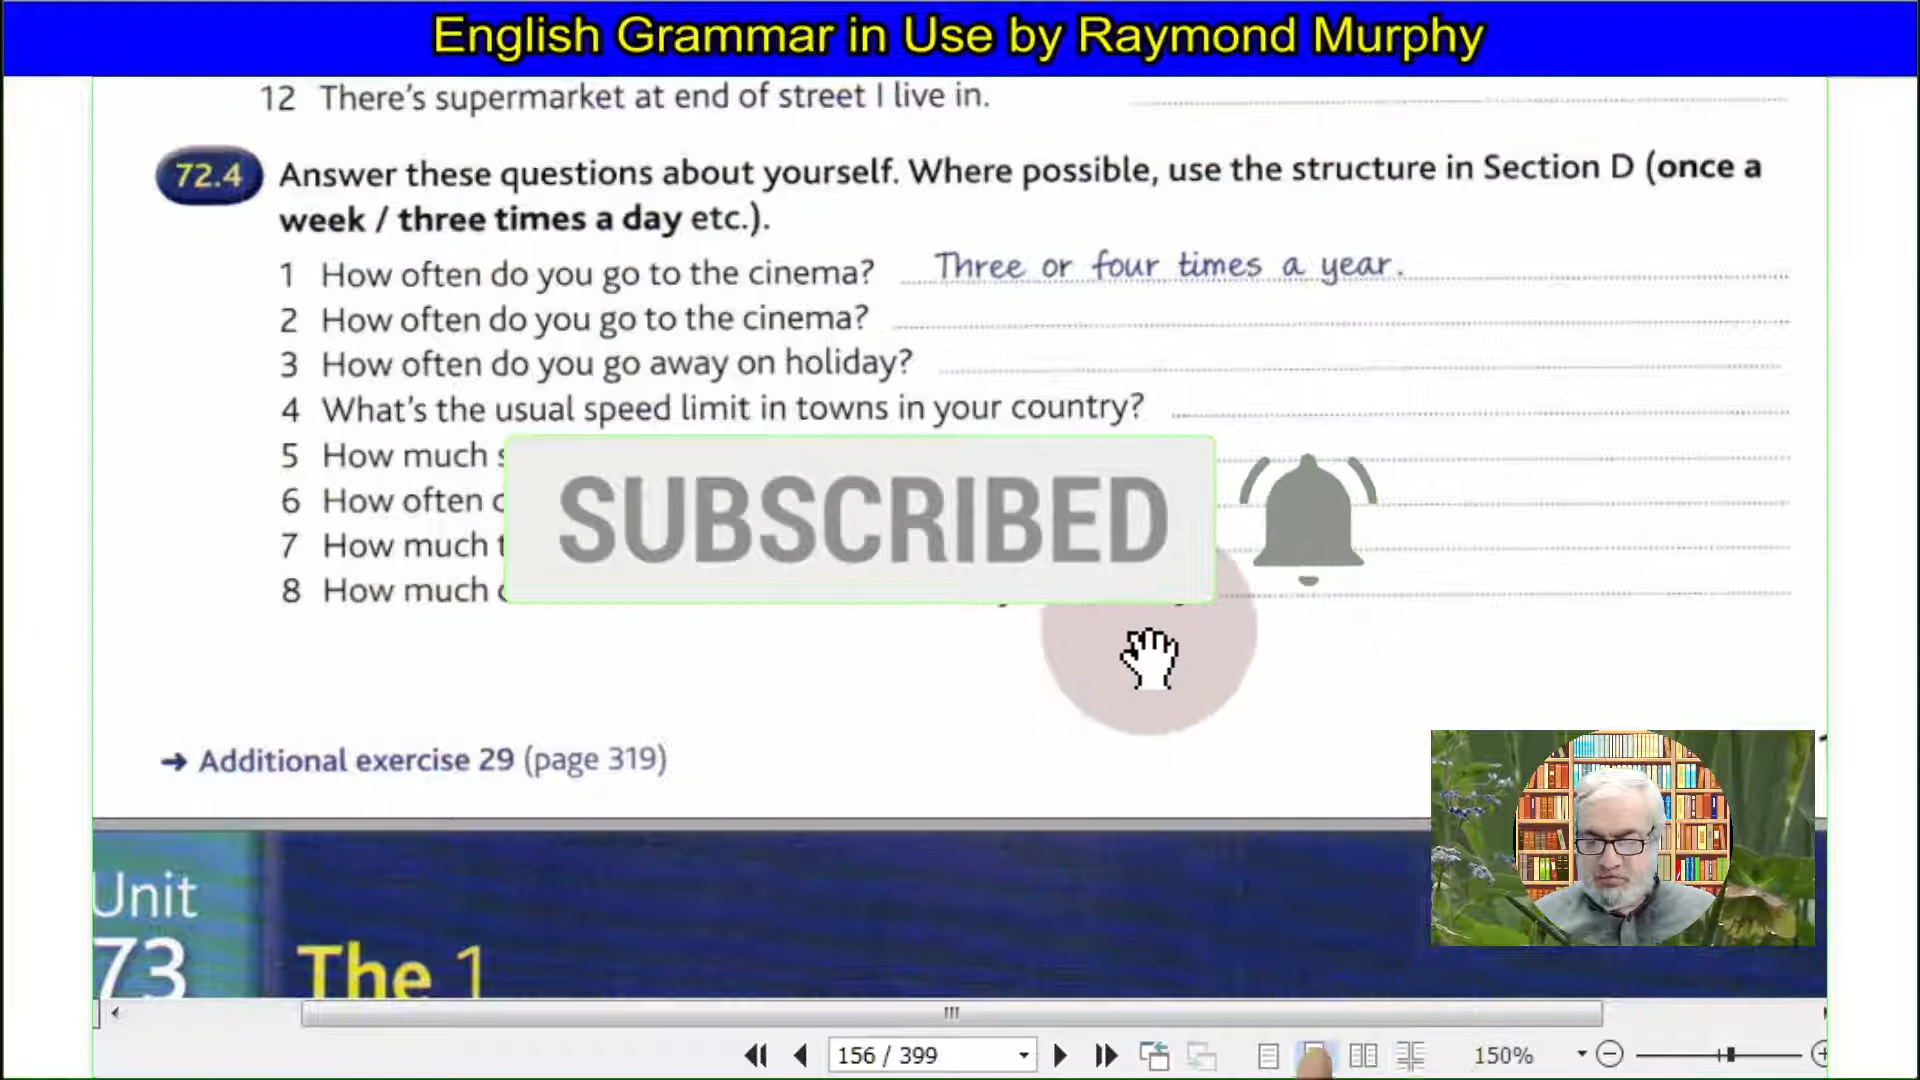 English Grammar in Use by Raymond Murphy
12 There's supermarket at end of street I live in.
72.4 Answer these questions about yourself. Where possible, use the structure in Section D (once a
week / three times a day etc.).
1 How often do you go to the cinema? Three or four times a year.
2 How often do you go to the cinema?
3 How often do you go away on holiday?
4 What's the usual speed limit in towns in your country?
5 How much
6 How often
7 How much
8 How much
SUBSCRIBED
→ Additional exercise 29 (page 319)
Unit
73
The 1
156 / 399
150%